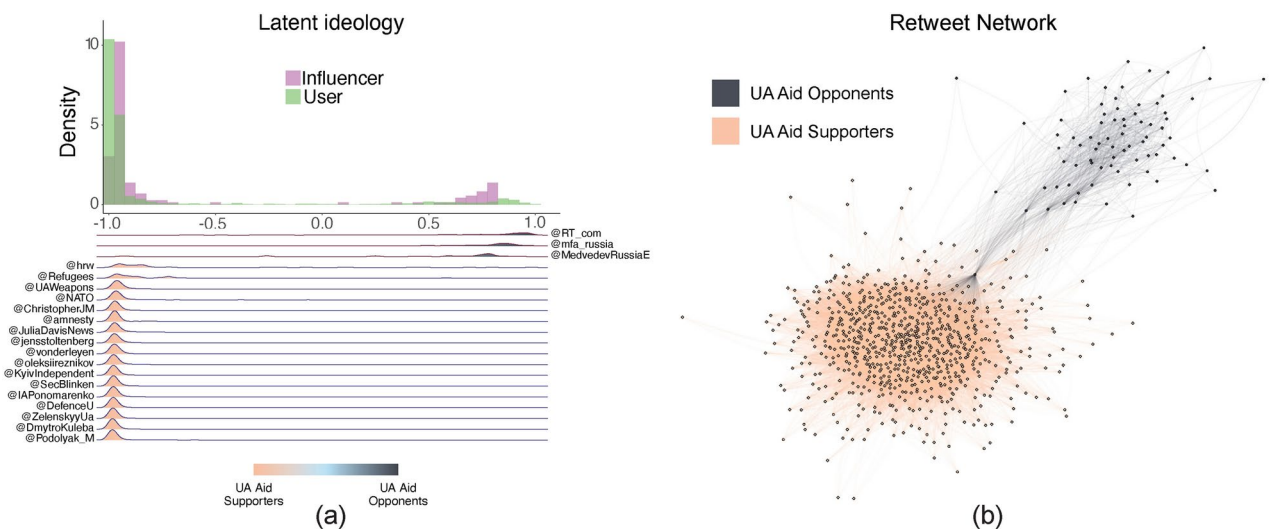 Latent ideology
10
5
0
Density
Influencer
User
-1.0 -0.5 0.0 0.5 1.0
@RT_com
@mfa_russia
@MedvedevRussiaE
@hrw
@Refugees
@UAWeapons
@NATO
@ChristopherJM
@amnesty
@JuliaDavisNews
@jensstoltenberg
@vonderleyen
@oleksiireznikov
@KyivIndependent
@SecBlinken
@IAPonomarenko
@DefenceU
@ZelenskyyUa
@DmytroKuleba
@Podolyak_M
UA Aid
Supporters
UA Aid
Opponents
(a)
Retweet Network
UA Aid Opponents
UA Aid Supporters
(b)